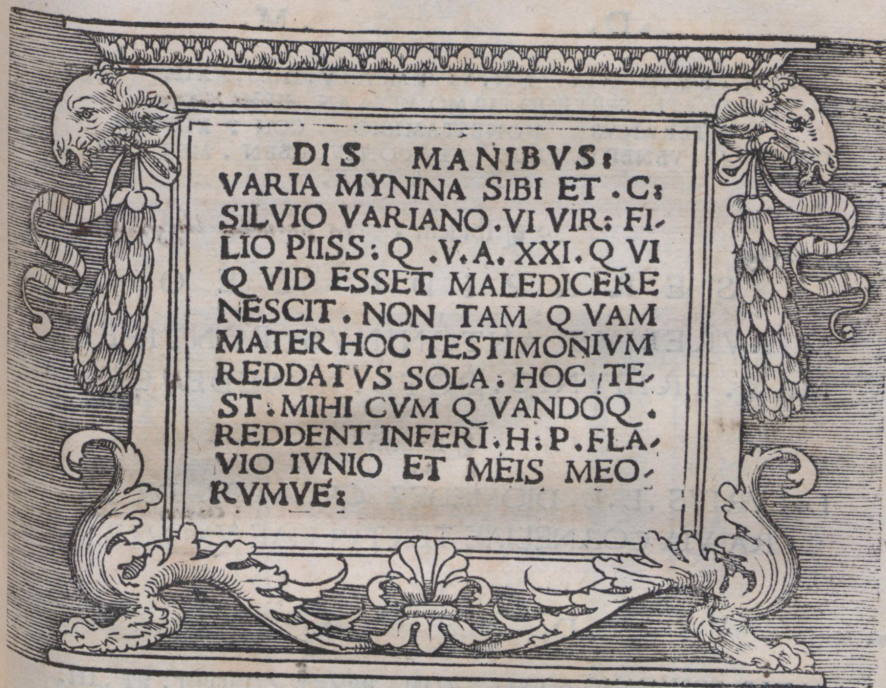 DIS MANIBVS:
VARIA MYNINA SIBI ET .C:
SILVIO VARIANO.VI VIR: FI-
LIO PIISS: Q .V.A. XXI. Q VI
Q VID ESSET MALEDICERE
NESCIT . NON TAM Q VAM
MATER HOC TESTIMONIVM
REDDATVS SOLA: HOC TE-
ST: MIHI CVM Q VANDOQ .
REDDENT INFERI.H:P.FLA-
VIO IVNIO ET MEIS MEO-
RVMVE: